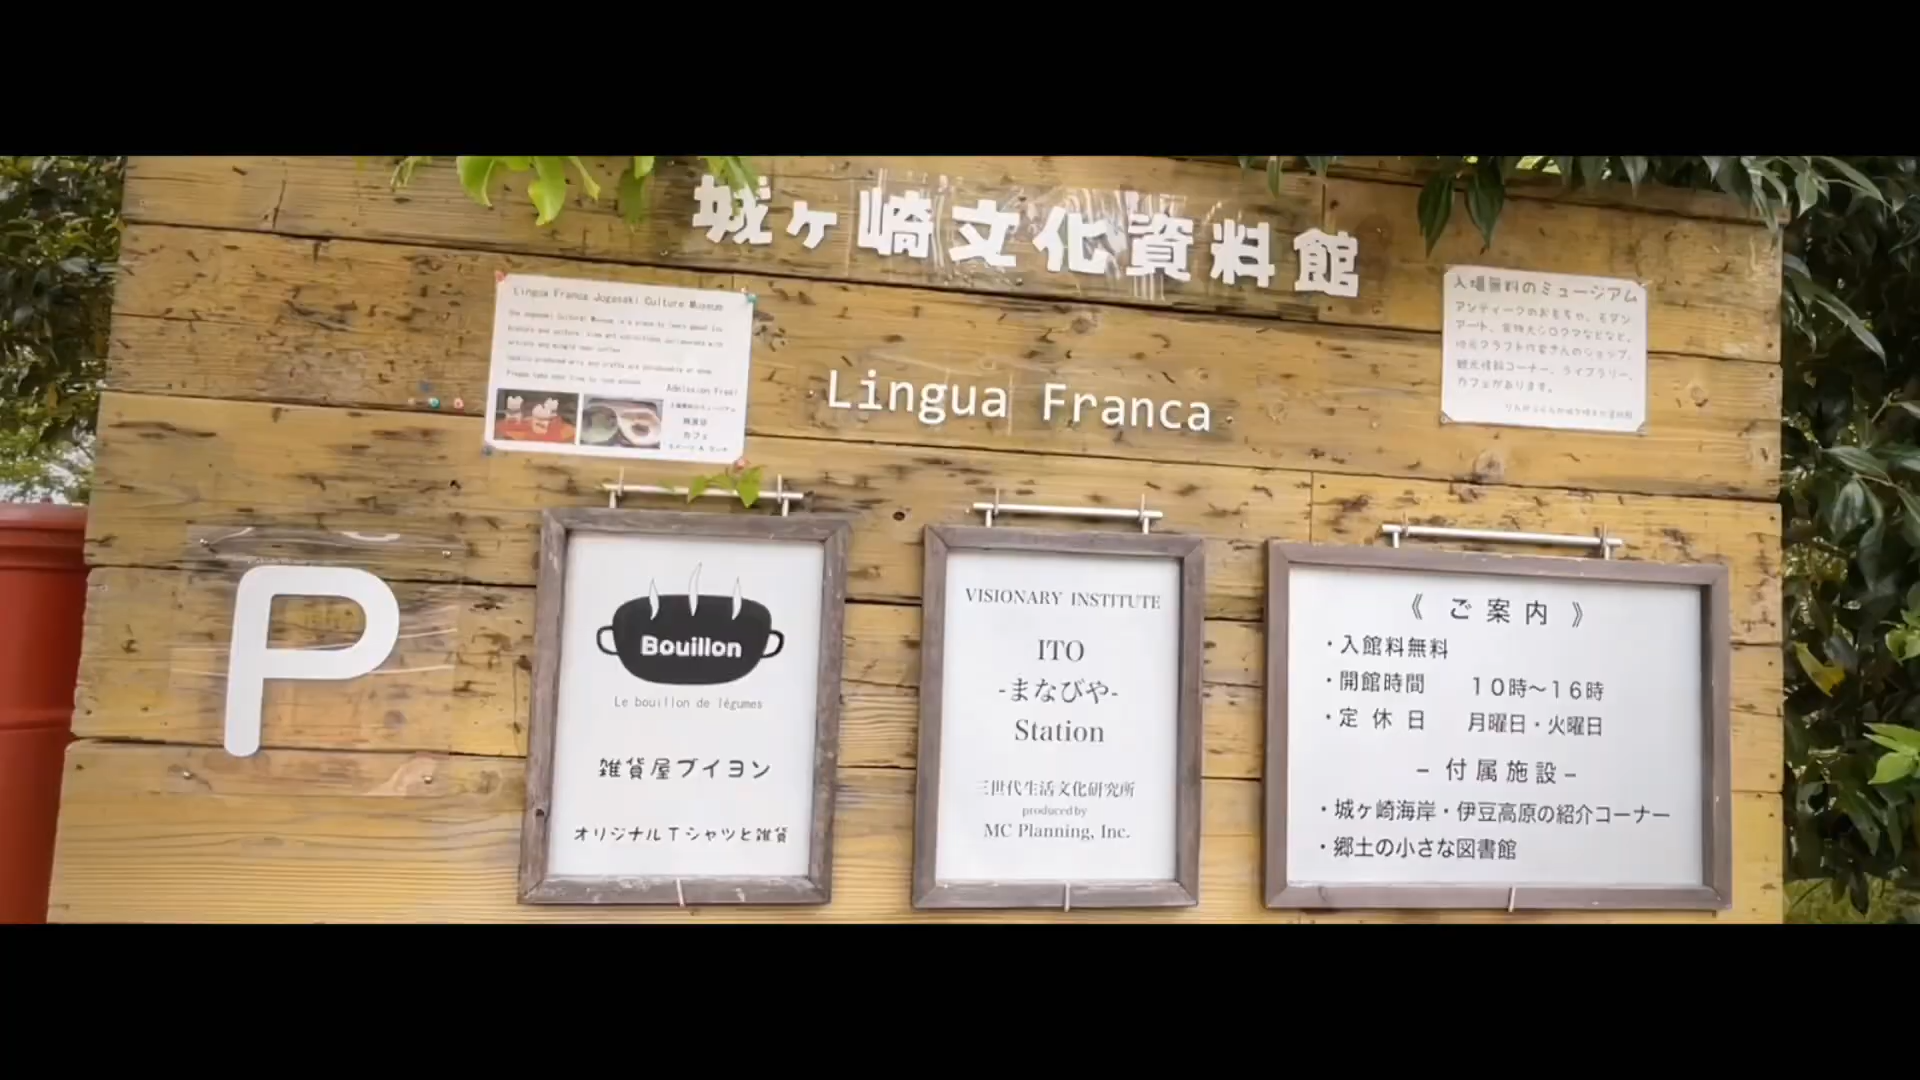 城ヶ崎文化資料館
Lingua Franca
Lingua Franca Jogasaki Culture Museum
Admission Free!
カフェ
入場無料のミュージアム
アンティークのおもちゃ、モダン
アート、実物大シロクマなどなど。
地元クラフト作家さんのショップ、
観光情報コーナー、ライブラリー、
カフェがあります。
P
Bouillon
Le bouillon de légumes
雑貨屋ブイヨン
オリジナルTシャツと雑貨
VISIONARY INSTITUTE
ITO
-まなびや-
Station
三世代生活文化研究所
produced by
MC Planning, Inc.
《 ご案内 》
・入館料無料
・開館時間 10時～16時
・定休日 月曜日・火曜日
– 付属施設 –
・城ヶ崎海岸・伊豆高原の紹介コーナー
・郷土の小さな図書館